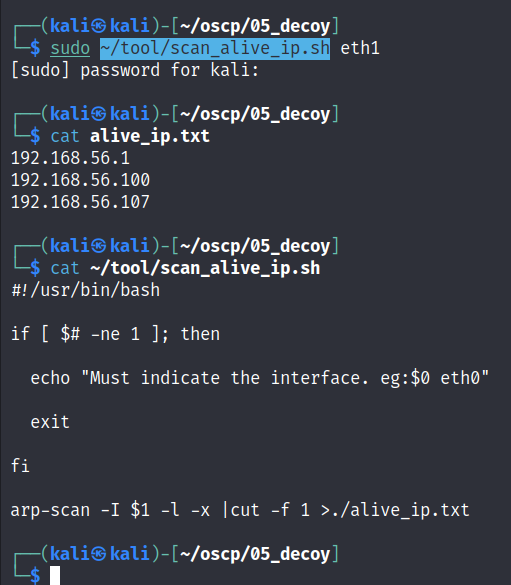 ┌──(kali㉿kali)-[~/oscp/05_decoy]
└─$ sudo ~/tool/scan_alive_ip.sh eth1
[sudo] password for kali:
┌──(kali㉿kali)-[~/oscp/05_decoy]
└─$ cat alive_ip.txt
192.168.56.1
192.168.56.100
192.168.56.107
┌──(kali㉿kali)-[~/oscp/05_decoy]
└─$ cat ~/tool/scan_alive_ip.sh
#!/usr/bin/bash
if [ $# -ne 1 ]; then
echo "Must indicate the interface. eg:$0 eth0"
exit
fi
arp-scan -I $1 -l -x |cut -f 1 >./alive_ip.txt
┌──(kali㉿kali)-[~/oscp/05_decoy]
└─$